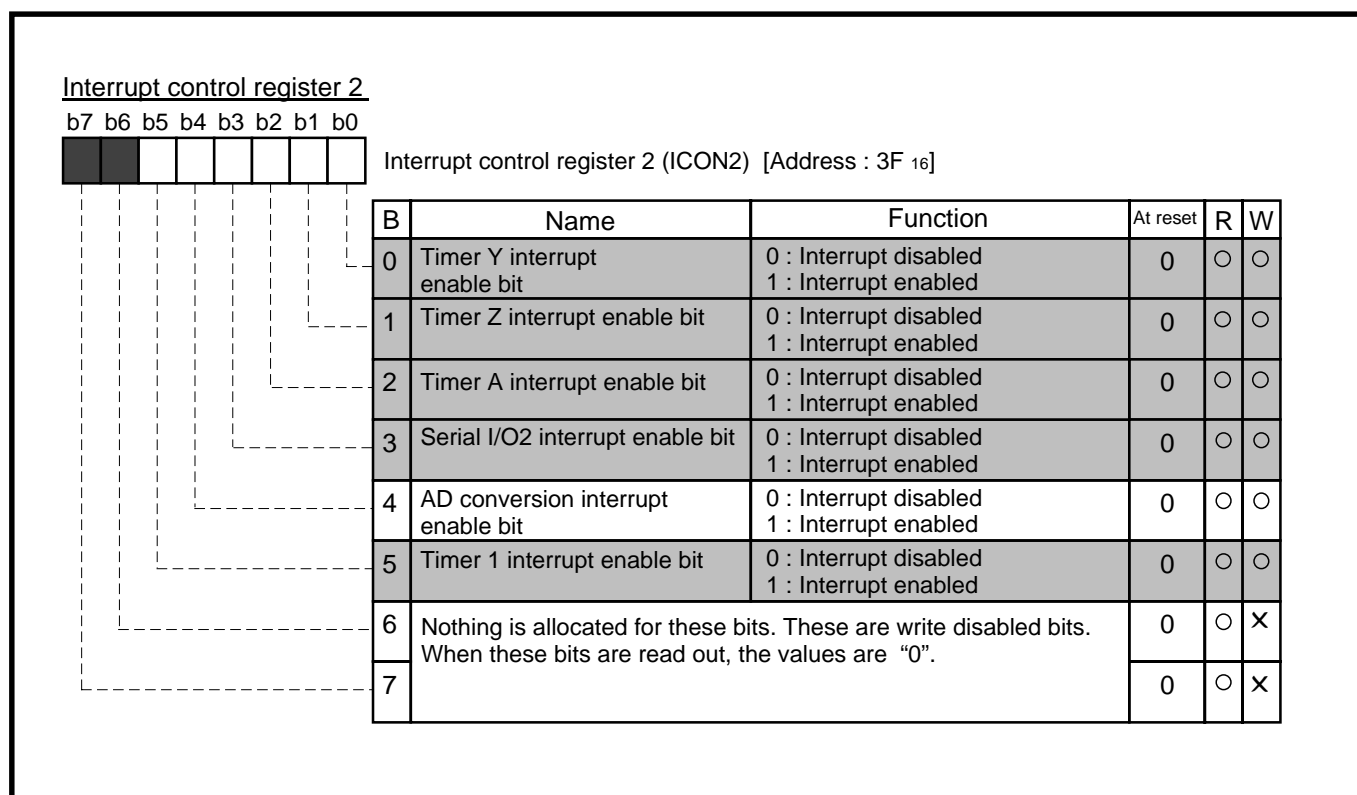 Interrupt control register 2
b7 b6 b5 b4 b3 b2 b1 b0
Interrupt control register 2 (ICON2) [Address : 3F 16]
B Name Function At reset R W
0 Timer Y interrupt enable bit 0 : Interrupt disabled 0 ○ ○
1 : Interrupt enabled
1 Timer Z interrupt enable bit 0 : Interrupt disabled 0 ○ ○
1 : Interrupt enabled
2 Timer A interrupt enable bit 0 : Interrupt disabled 0 ○ ○
1 : Interrupt enabled
3 Serial I/O2 interrupt enable bit 0 : Interrupt disabled 0 ○ ○
1 : Interrupt enabled
4 AD conversion interrupt enable bit 0 : Interrupt disabled 0 ○ ○
1 : Interrupt enabled
5 Timer 1 interrupt enable bit 0 : Interrupt disabled 0 ○ ○
1 : Interrupt enabled
6 Nothing is allocated for these bits. These are write disabled bits. 0 ○ ×
When these bits are read out, the values are “0”.
7 0 ○ ×